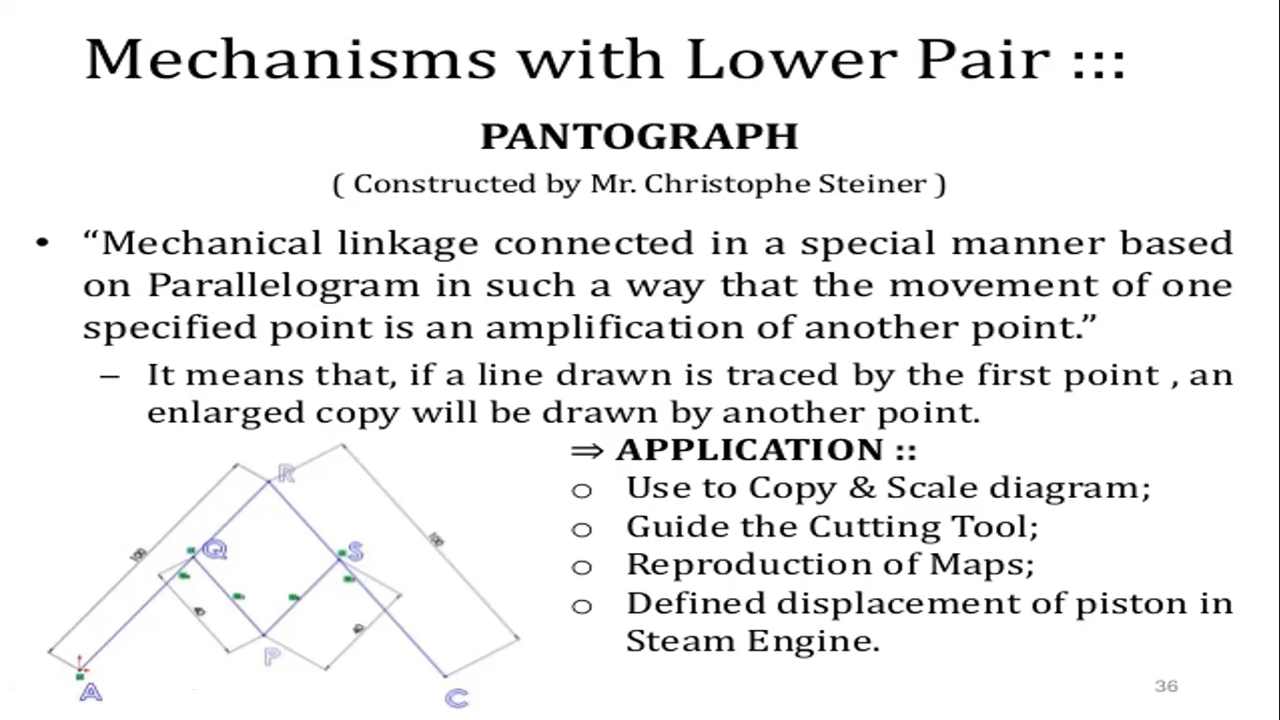 Mechanisms with Lower Pair :::
PANTOGRAPH
( Constructed by Mr. Christophe Steiner )
• “Mechanical linkage connected in a special manner based
on Parallelogram in such a way that the movement of one
specified point is an amplification of another point.”
– It means that, if a line drawn is traced by the first point , an
enlarged copy will be drawn by another point.
⇒ APPLICATION ::
o Use to Copy & Scale diagram;
o Guide the Cutting Tool;
o Reproduction of Maps;
o Defined displacement of piston in
Steam Engine.
R
Q
S
P
A
C
36